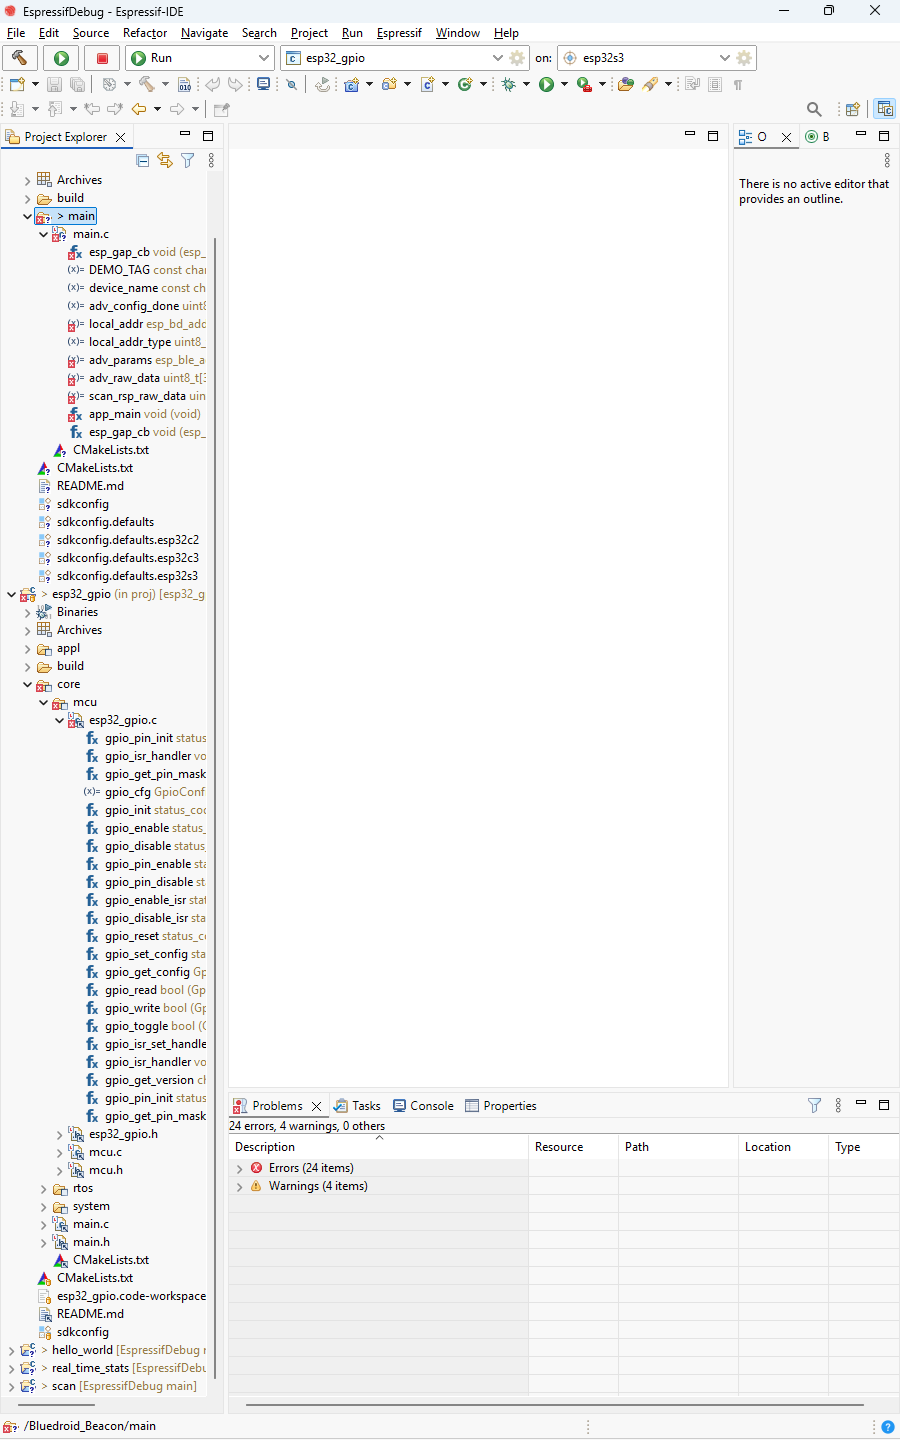 EspressifDebug - Espressif-IDE
File Edit Source Refactor Navigate Search Project Run Espressif Window Help
Run esp32_gpio on: esp32s3
Project Explorer
O B
There is no active editor that
provides an outline.
Archives
build
> main
main.c
esp_gap_cb void (esp_
DEMO_TAG const char
device_name const ch
adv_config_done uint8
local_addr esp_bd_add
local_addr_type uint8_
adv_params esp_ble_a
adv_raw_data uint8_t[3
scan_rsp_raw_data uin
app_main void (void)
esp_gap_cb void (esp_
CMakeLists.txt
CMakeLists.txt
README.md
sdkconfig
sdkconfig.defaults
sdkconfig.defaults.esp32c2
sdkconfig.defaults.esp32c3
sdkconfig.defaults.esp32s3
> esp32_gpio (in proj) [esp32_g
Binaries
Archives
appl
build
core
mcu
esp32_gpio.c
gpio_pin_init status
gpio_isr_handler vo
gpio_get_pin_mask
gpio_cfg GpioConf
gpio_init status_cod
gpio_enable status_
gpio_disable status_
gpio_pin_enable sta
gpio_pin_disable st
gpio_enable_isr stat
gpio_disable_isr sta
gpio_reset status_co
gpio_set_config sta
gpio_get_config Gp
gpio_read bool (Gp
gpio_write bool (Gp
gpio_toggle bool (G
gpio_isr_set_handle
gpio_isr_handler vo
gpio_get_version ch
gpio_pin_init status
gpio_get_pin_mask
esp32_gpio.h
mcu.c
mcu.h
rtos
system
main.c
main.h
CMakeLists.txt
CMakeLists.txt
esp32_gpio.code-workspace
README.md
sdkconfig
> hello_world [EspressifDebug r
> real_time_stats [EspressifDebu
> scan [EspressifDebug main]
Problems Tasks Console Properties
24 errors, 4 warnings, 0 others
Description Resource Path Location Type
Errors (24 items)
Warnings (4 items)
/Bluedroid_Beacon/main